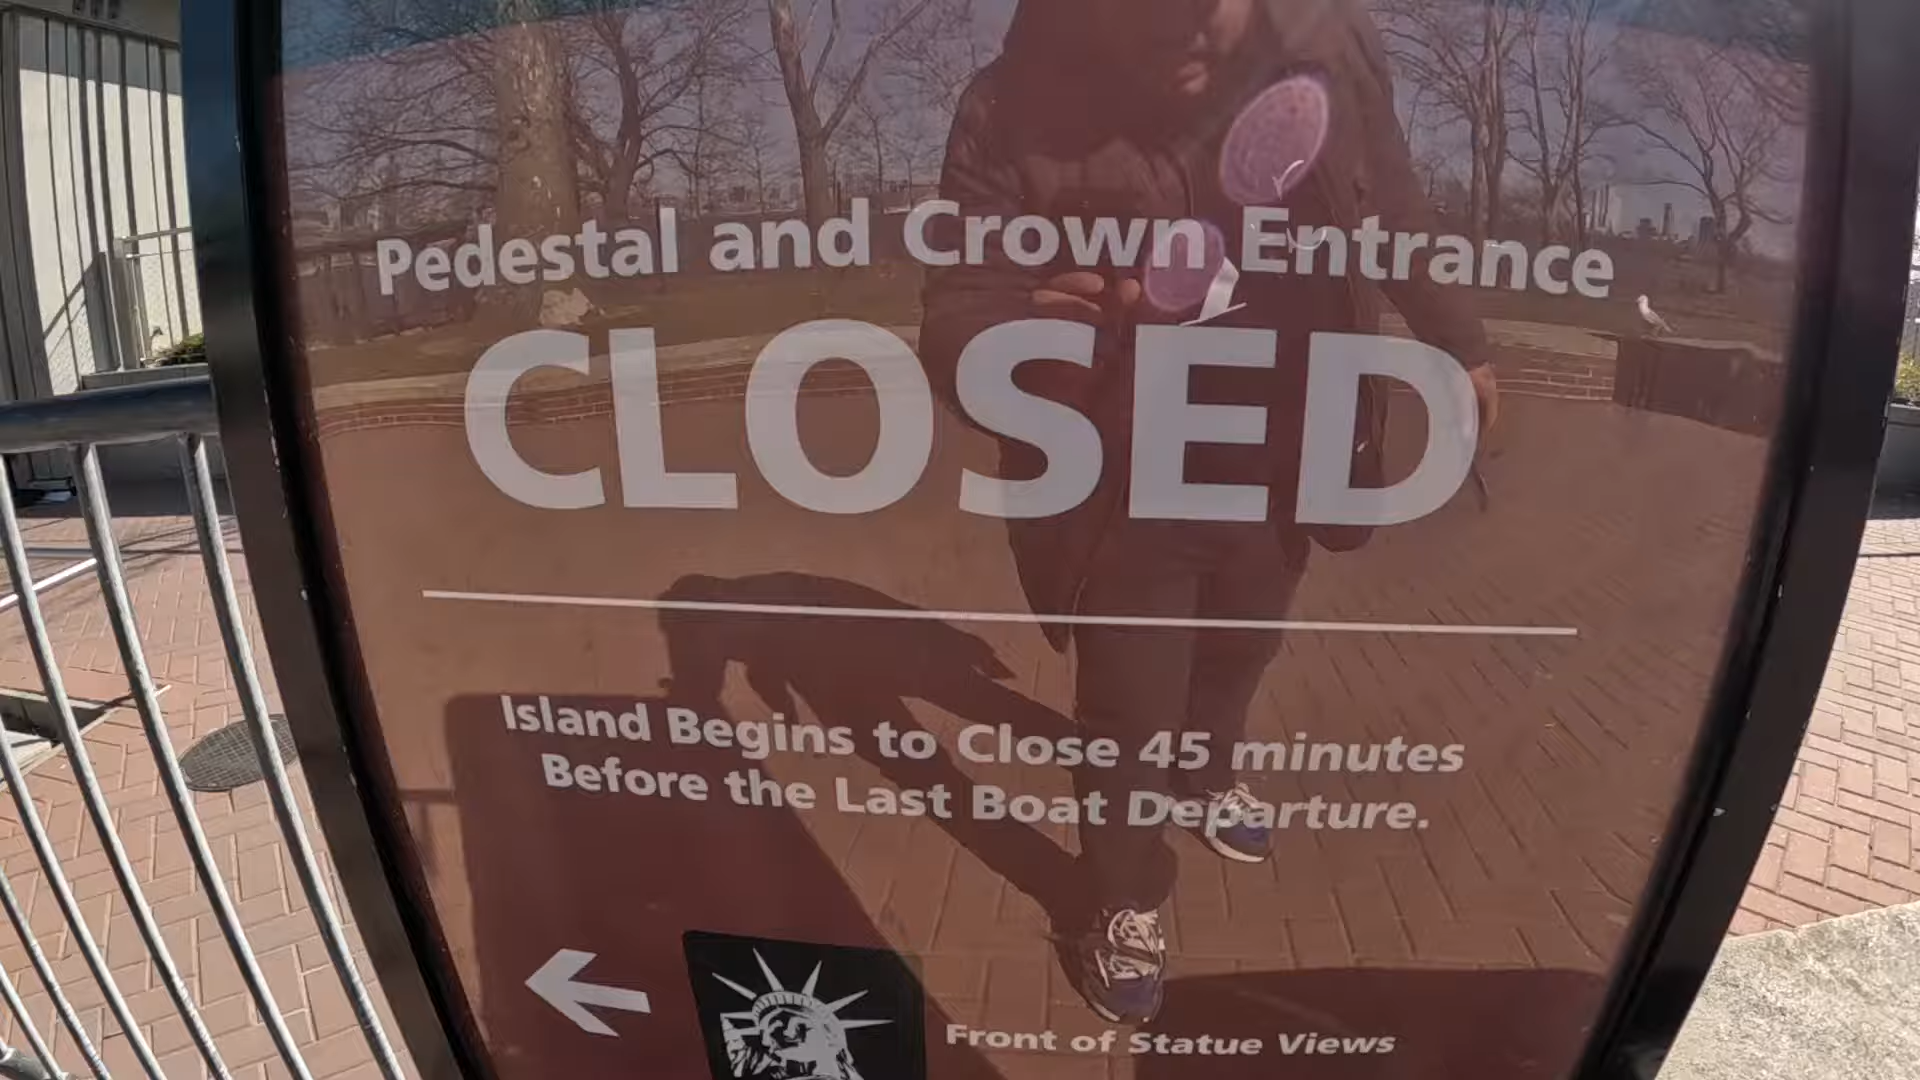 Pedestal and Crown Entrance
CLOSED
Island Begins to Close 45 minutes
Before the Last Boat Departure.
Front of Statue Views